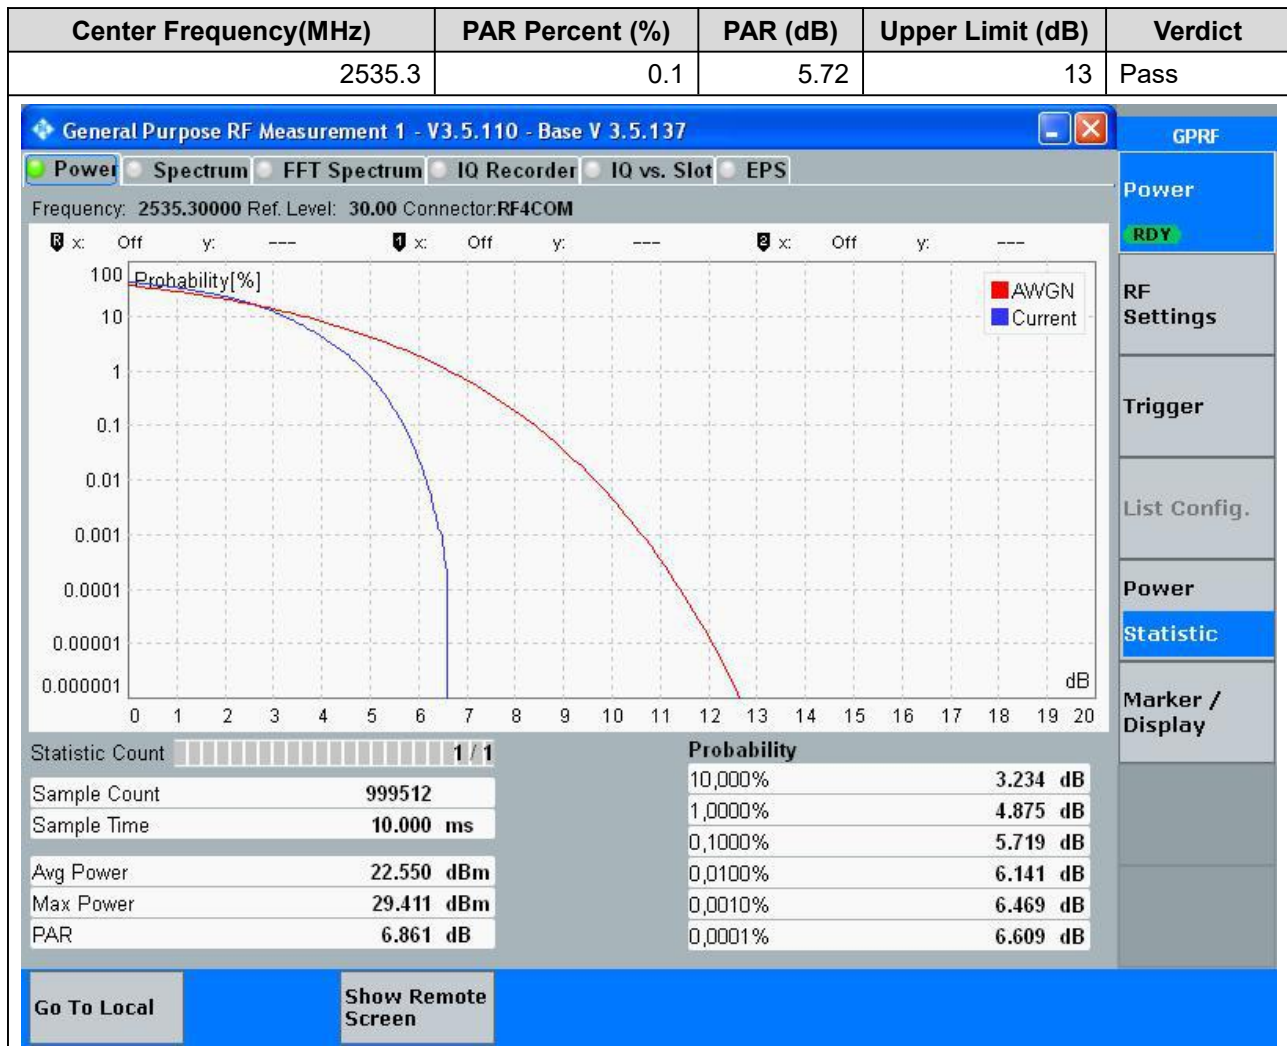 Center Frequency(MHz) PAR Percent (%) PAR (dB) Upper Limit (dB) Verdict
2535.3 0.1 5.72 13 Pass
General Purpose RF Measurement 1 - V3.5.110 - Base V 3.5.137
GPRF
Power Spectrum FFT Spectrum IQ Recorder IQ vs. Slot EPS
Frequency: 2535.30000 Ref. Level: 30.00 Connector:RF4COM
R x: Off y: --- 1 x: Off y: --- 2 x: Off y: ---
Probability[%]
AWGN
Current
100
10
1
0.1
0.01
0.001
0.0001
0.00001
0.000001
dB
0 1 2 3 4 5 6 7 8 9 10 11 12 13 14 15 16 17 18 19 20
Statistic Count 1 / 1
Sample Count 999512
Sample Time 10.000 ms
Avg Power 22.550 dBm
Max Power 29.411 dBm
PAR 6.861 dB
Probability
10,000% 3.234 dB
1,0000% 4.875 dB
0,1000% 5.719 dB
0,0100% 6.141 dB
0,0010% 6.469 dB
0,0001% 6.609 dB
Power
RDY
RF
Settings
Trigger
List Config.
Power
Statistic
Marker /
Display
Go To Local
Show Remote
Screen